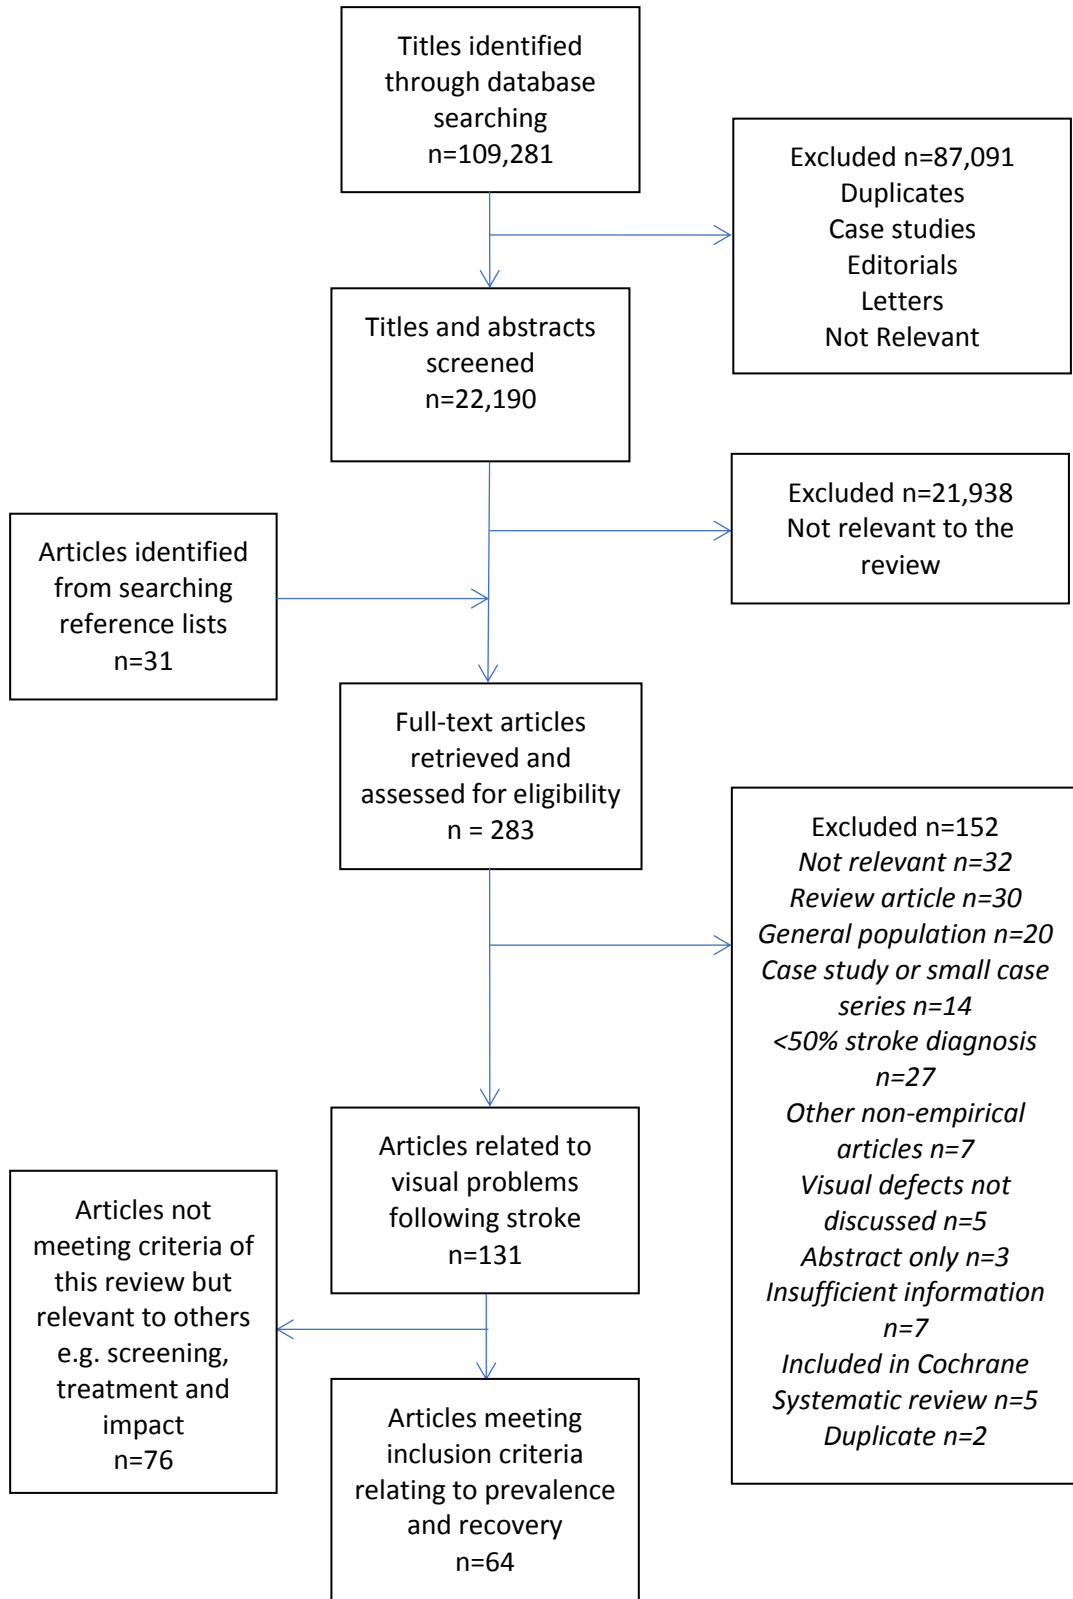 Titles identified
through database
searching
n=109,281
Excluded n=87,091
Duplicates
Case studies
Editorials
Letters
Not Relevant
Titles and abstracts
screened
n=22,190
Excluded n=21,938
Not relevant to the
review
Articles identified
from searching
reference lists
n=31
Full-text articles
retrieved and
assessed for eligibility
n = 283
Excluded n=152
Not relevant n=32
Review article n=30
General population n=20
Case study or small case
series n=14
<50% stroke diagnosis
n=27
Other non-empirical
articles n=7
Visual defects not
discussed n=5
Abstract only n=3
Insufficient information
n=7
Included in Cochrane
Systematic review n=5
Duplicate n=2
Articles related to
visual problems
following stroke
n=131
Articles not
meeting criteria of
this review but
relevant to others
e.g. screening,
treatment and
impact
n=76
Articles meeting
inclusion criteria
relating to prevalence
and recovery
n=64